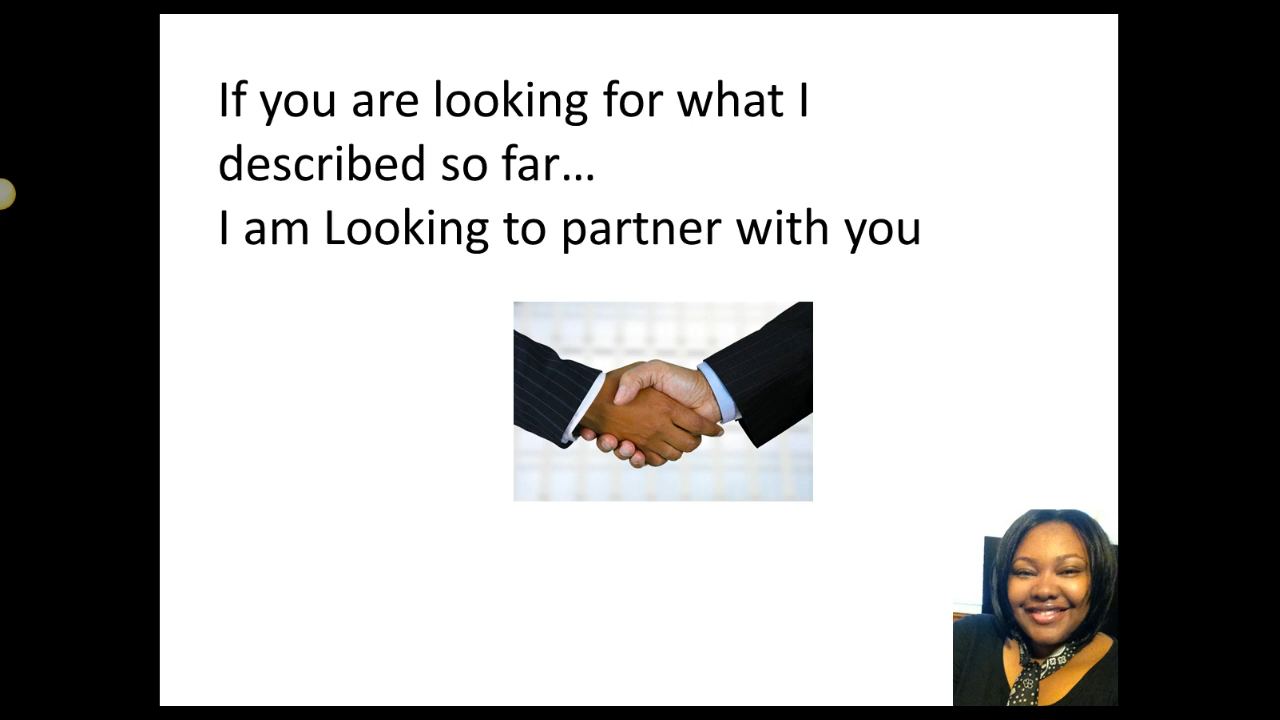 If you are looking for what I
described so far…
I am Looking to partner with you